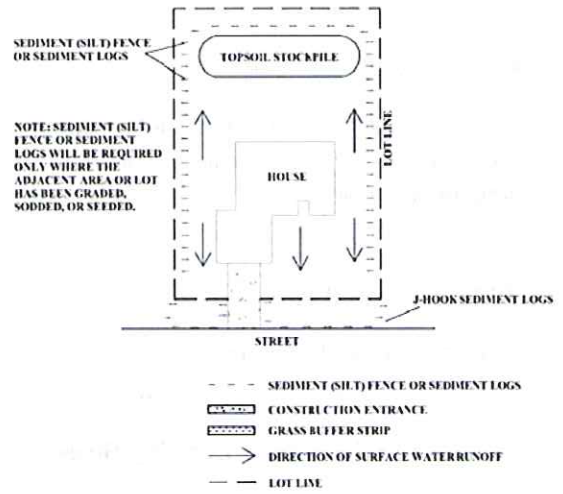 SEDIMENT (SILT) FENCE
OR SEDIMENT LOGS
TOPSOIL STOCKPILE
NOTE: SEDIMENT (SILT)
FENCE OR SEDIMENT
LOGS WILL BE REQUIRED
ONLY WHERE THE
ADJACENT AREA OR LOT
HAS BEEN GRADED,
SODDED, OR SEEDED.
LOT LINE
HOUSE
J-HOOK SEDIMENT LOGS
STREET
SEDIMENT (SILT) FENCE OR SEDIMENT LOGS
CONSTRUCTION ENTRANCE
GRASS BUFFER STRIP
DIRECTION OF SURFACE WATER RUNOFF
LOT LINE